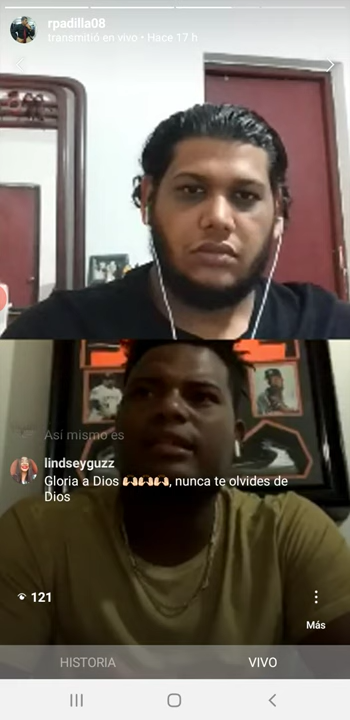 rpadilla08
transmitió en vivo • Hace 17 h
Así mismo es
lindseyguzz
Gloria a Dios 🙌🏼🙌🏼🙌🏼, nunca te olvides de
Dios
121
Más
HISTORIA
VIVO